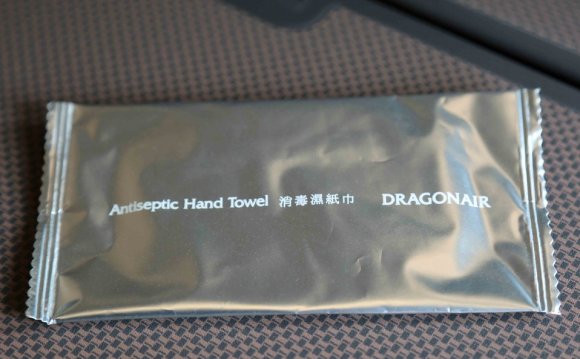 Antiseptic Hand Towel 消毒濕紙巾 DRAGONAIR